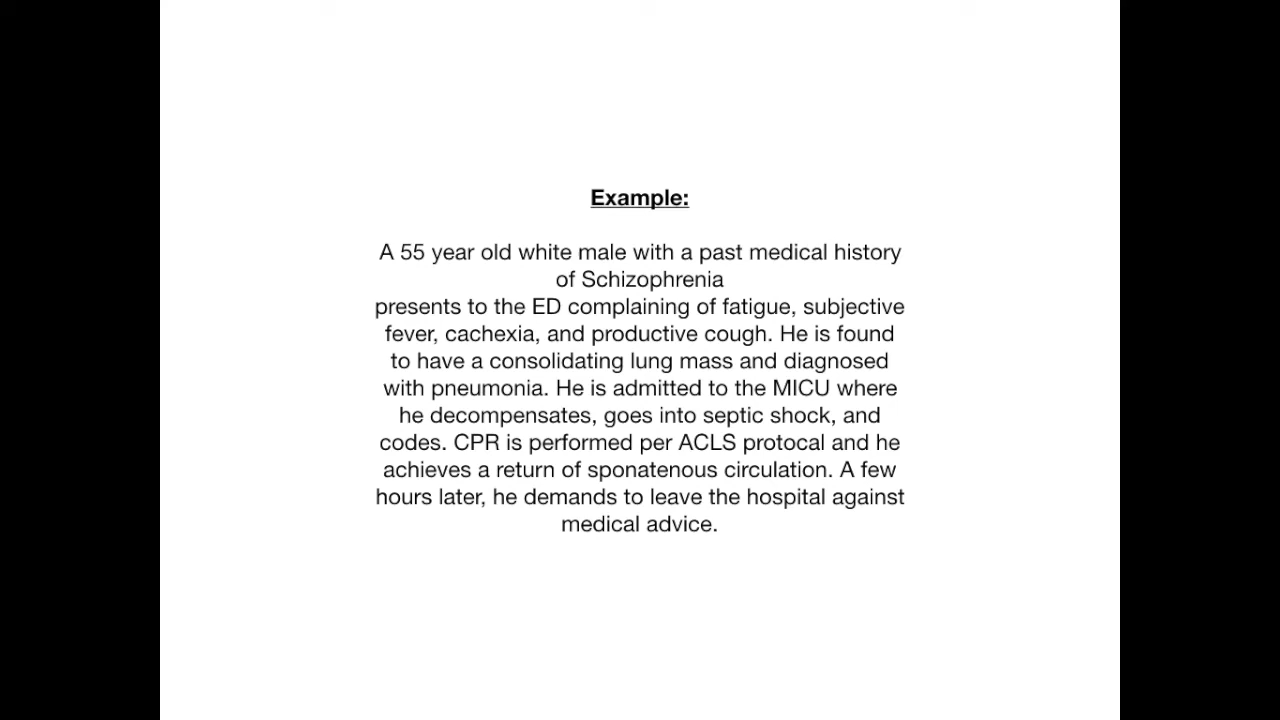 Example:
A 55 year old white male with a past medical history
of Schizophrenia
presents to the ED complaining of fatigue, subjective
fever, cachexia, and productive cough. He is found
to have a consolidating lung mass and diagnosed
with pneumonia. He is admitted to the MICU where
he decompensates, goes into septic shock, and
codes. CPR is performed per ACLS protocal and he
achieves a return of sponatenous circulation. A few
hours later, he demands to leave the hospital against
medical advice.